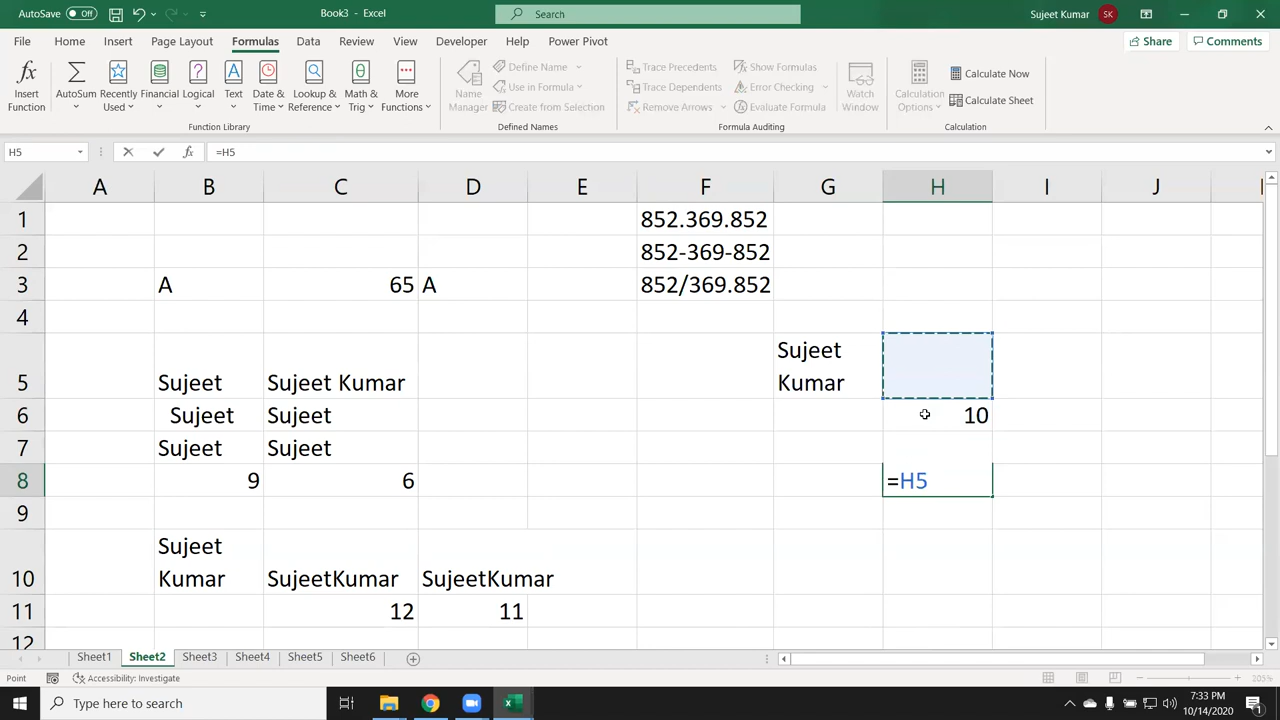 AutoSave Off Book3 - Excel Search Sujeet Kumar SK
File Home Insert Page Layout Formulas Data Review View Developer Help Power Pivot Share Comments
Insert Function
AutoSum
Recently Used
Financial
Logical
Text
Date & Time
Lookup & Reference
Math & Trig
More Functions
Function Library
Name Manager
Define Name
Use in Formula
Create from Selection
Defined Names
Trace Precedents
Trace Dependents
Remove Arrows
Show Formulas
Error Checking
Evaluate Formula
Formula Auditing
Watch Window
Calculation Options
Calculate Now
Calculate Sheet
Calculation
H5 fx =H5
A B C D E F G H I J
1 852.369.852
2 852-369-852
3 A 65 A 852/369.852
4
Sujeet
5 Sujeet Sujeet Kumar Kumar
6 Sujeet Sujeet 10
7 Sujeet Sujeet
8 9 6 =H5
9
Sujeet
10 Kumar SujeetKumar SujeetKumar
11 12 11
12
Sheet1 Sheet2 Sheet3 Sheet4 Sheet5 Sheet6
Point Accessibility: Investigate 205%
Type here to search
7:33 PM
10/14/2020